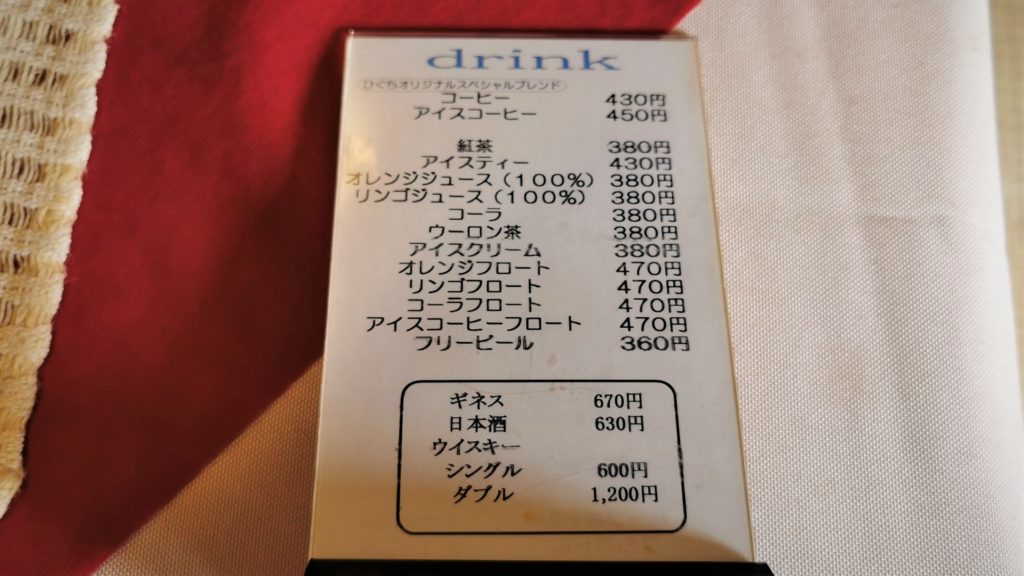 drink
ひぐちオリジナルスペシャルブレンド
コーヒー 430円
アイスコーヒー 450円
紅茶 380円
アイスティー 430円
オレンジジュース(100%) 380円
リンゴジュース(100%) 380円
コーラ 380円
ウーロン茶 380円
アイスクリーム 380円
オレンジフロート 470円
リンゴフロート 470円
コーラフロート 470円
アイスコーヒーフロート 470円
フリービール 360円
ギネス 670円
日本酒 630円
ウイスキー
シングル 600円
ダブル 1,200円